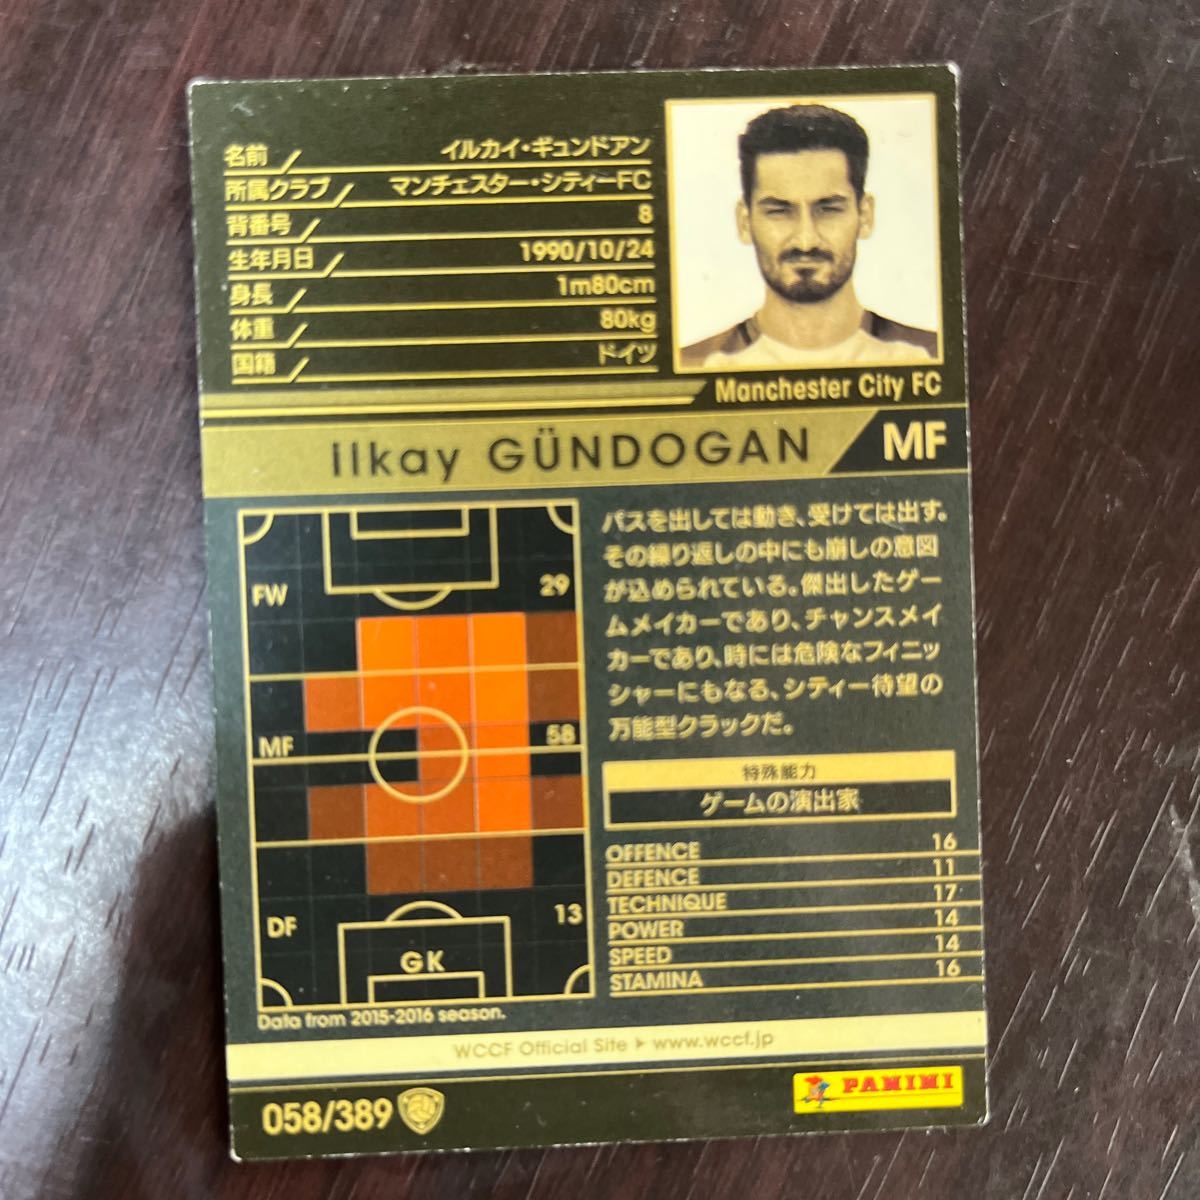 名前 イルカイ・ギュンドアン
所属クラブ マンチェスター・シティーFC
背番号 8
生年月日 1990/10/24
身長 1m80cm
体重 80kg
国籍 ドイツ
Manchester City FC
ilkay GÜNDOGAN MF
FW 29
MF 58
DF 13
GK
Data from 2015-2016 season.
パスを出しては動き、受けては出す。
その繰り返しの中にも崩しの意図
が込められている。傑出したゲー
ムメイカーであり、チャンスメイ
カーであり、時には危険なフィニッ
シャーにもなる、シティー待望の
万能型クラックだ。
特殊能力
ゲームの演出家
OFFENCE 16
DEFENCE 11
TECHNIQUE 17
POWER 14
SPEED 14
STAMINA 16
WCCF Official Site ▶ www.wccf.jp
058/389
PANINI